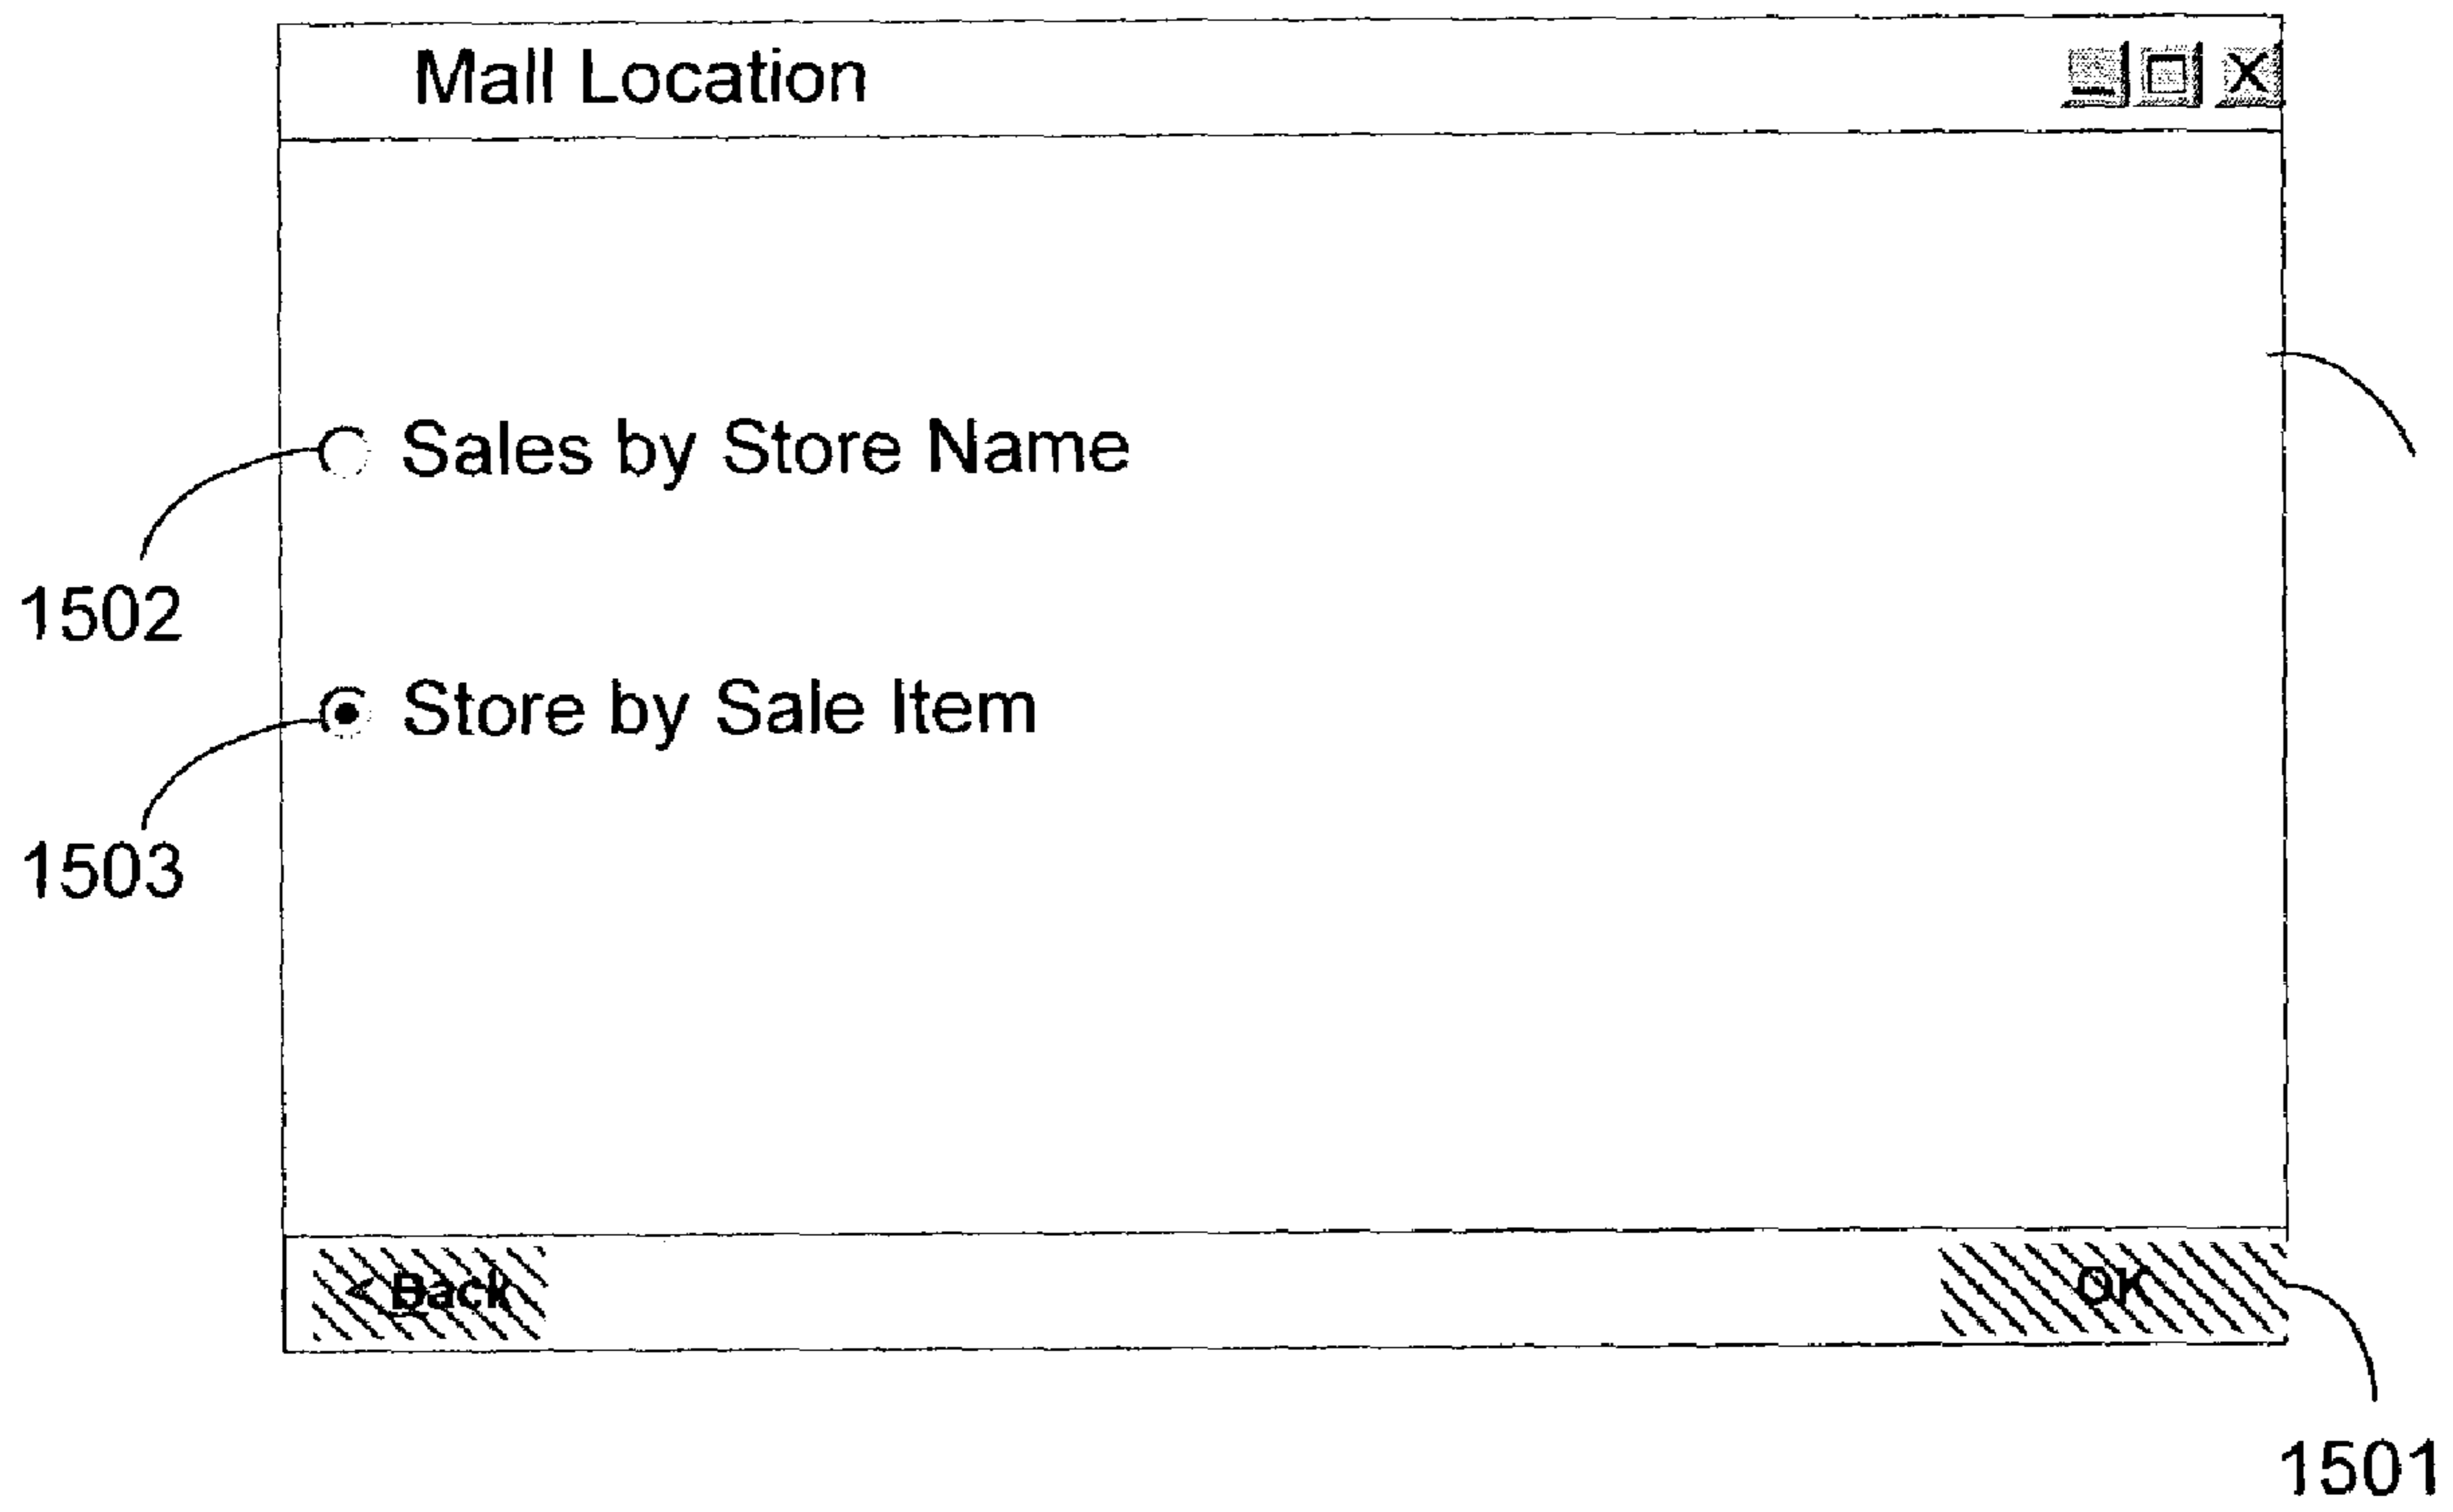 Mall Location
Sales by Store Name
1502
Store by Sale Item
1503
< Back
OK
1501